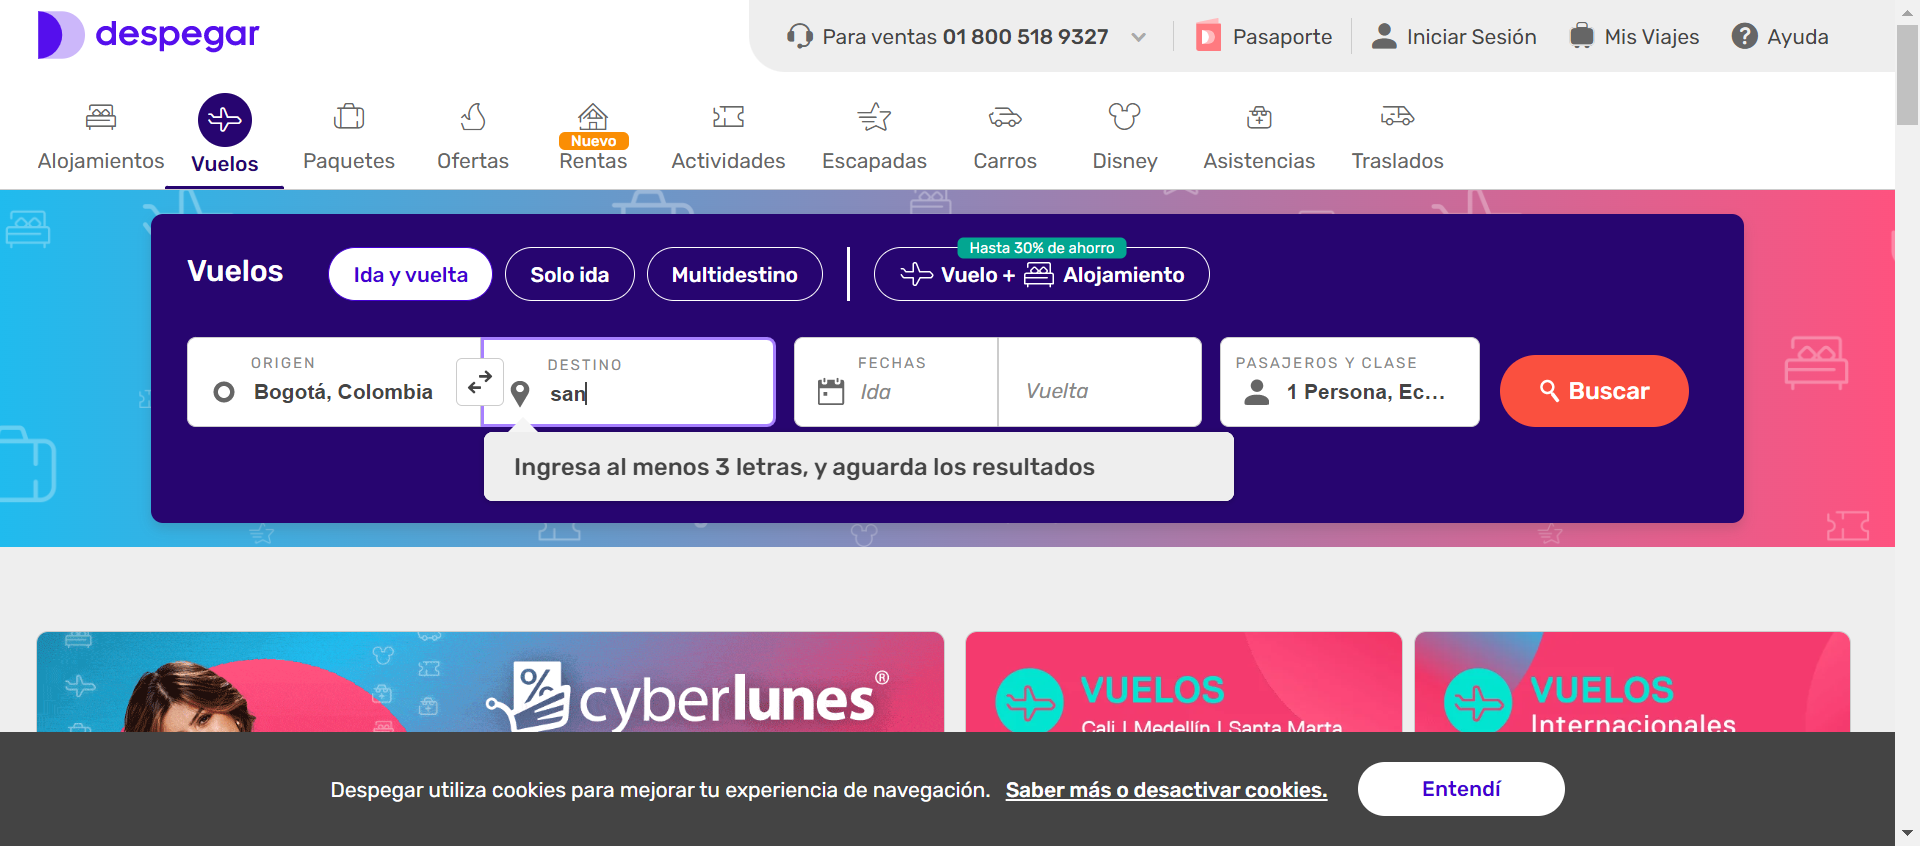 despegar
Para ventas 01 800 518 9327
Pasaporte
Iniciar Sesión
Mis Viajes
Ayuda
Alojamientos
Vuelos
Paquetes
Ofertas
Nuevo
Rentas
Actividades
Escapadas
Carros
Disney
Asistencias
Traslados
Vuelos
Ida y vuelta
Solo ida
Multidestino
Hasta 30% de ahorro
Vuelo + Alojamiento
ORIGEN
Bogotá, Colombia
DESTINO
san
FECHAS
Ida
Vuelta
PASAJEROS Y CLASE
1 Persona, Ec...
Buscar
Ingresa al menos 3 letras, y aguarda los resultados
% cyberlunes®
VUELOS
Cali | Medellín | Santa Marta
VUELOS
Internacionales
Despegar utiliza cookies para mejorar tu experiencia de navegación. Saber más o desactivar cookies.
Entendí